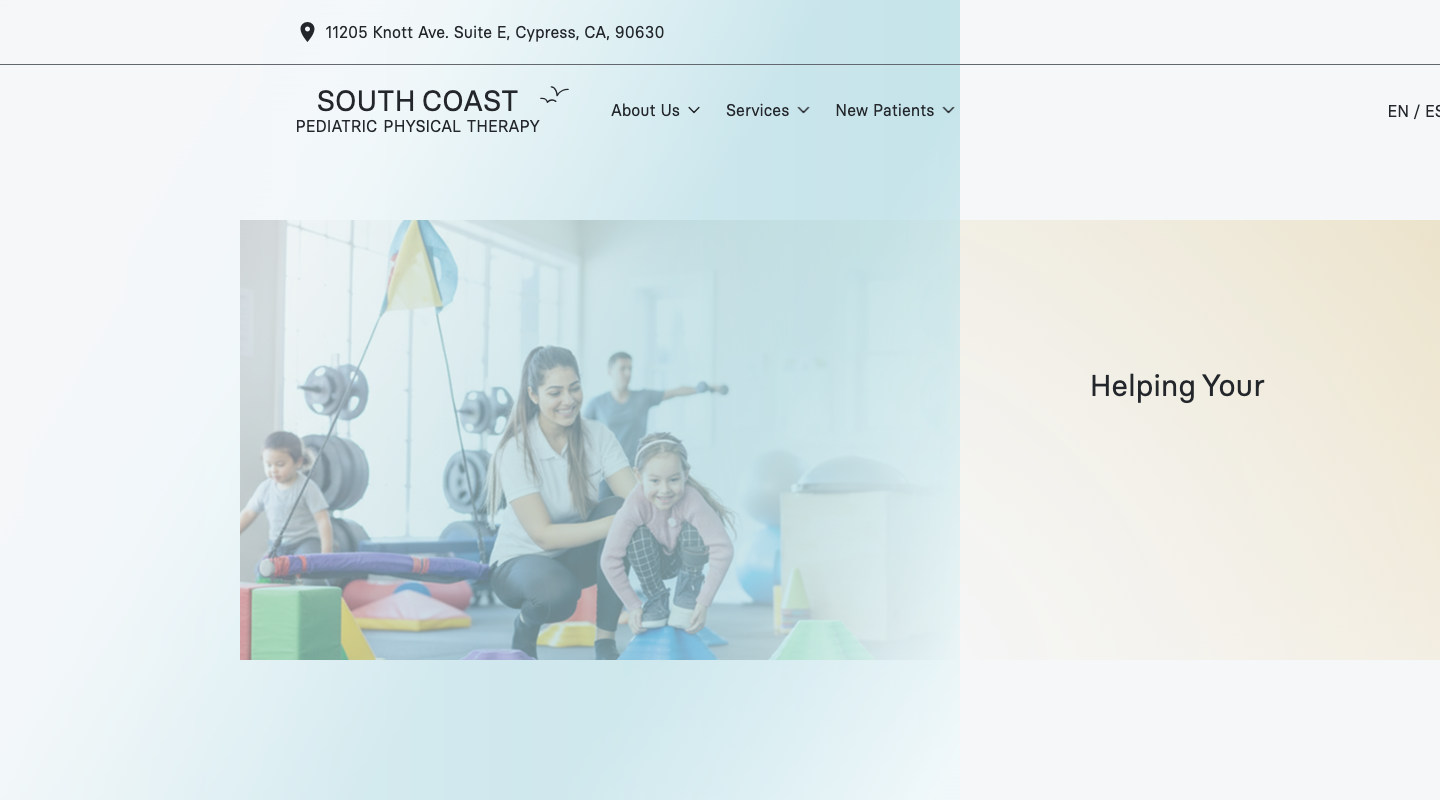 11205 Knott Ave. Suite E, Cypress, CA, 90630
SOUTH COAST
PEDIATRIC PHYSICAL THERAPY
About Us
Services
New Patients
EN / ES
Helping Your